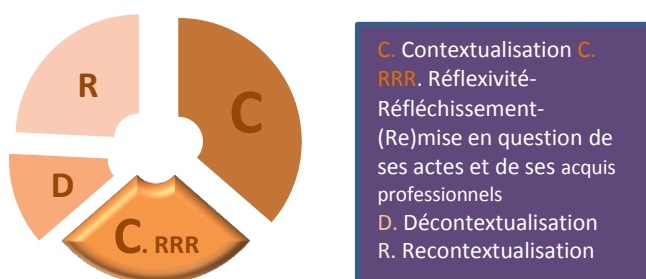 R
C
D
C. RRR
C. Contextualisation C.
RRR. Réflexivité-
Réfléchissement-
(Re)mise en question de
ses actes et de ses acquis
professionnels
D. Décontextualisation
R. Recontextualisation